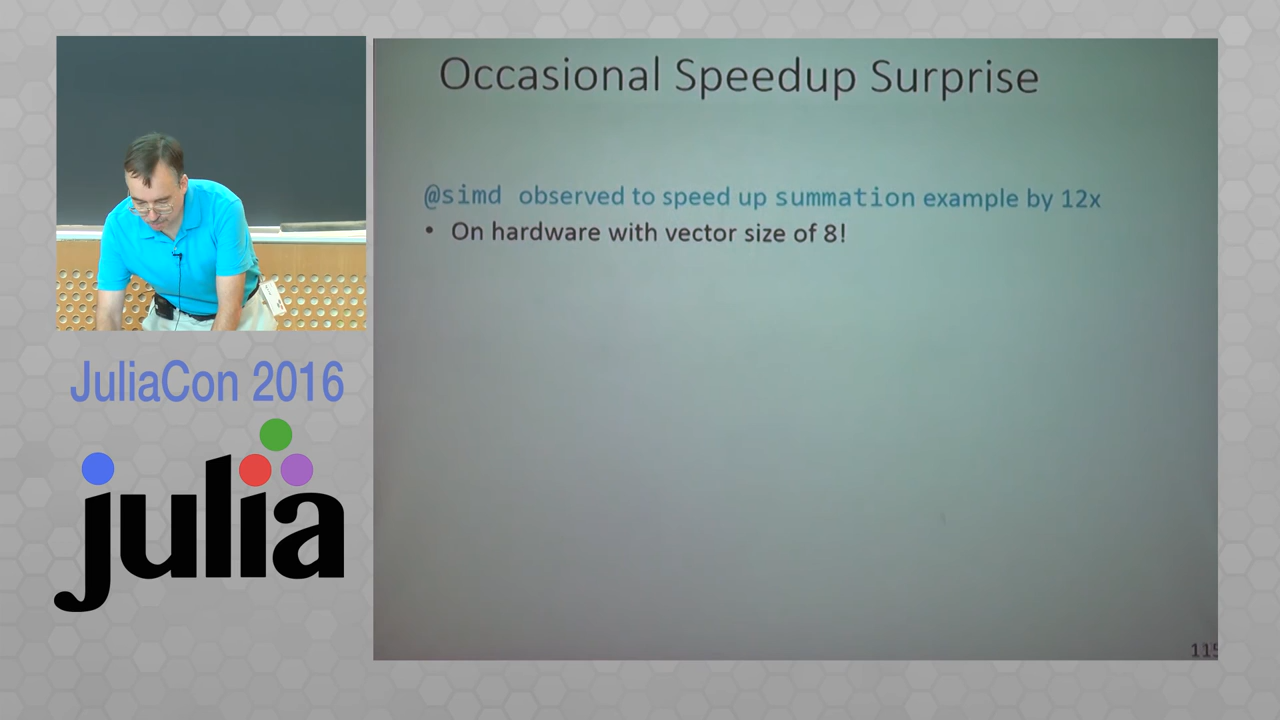 Occasional Speedup Surprise
@simd observed to speed up summation example by 12x
• On hardware with vector size of 8!
JuliaCon 2016
julia
115